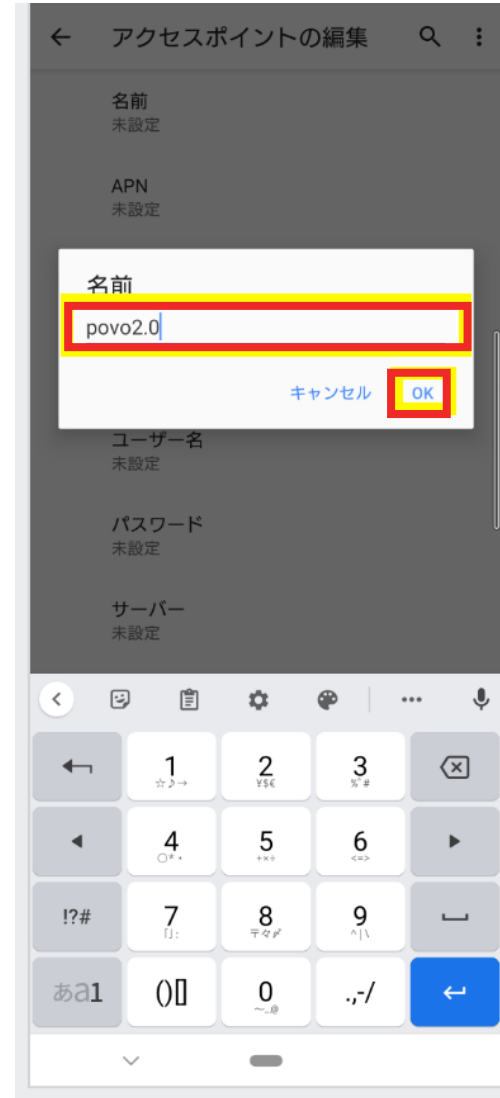 アクセスポイントの編集
名前
未設定
APN
未設定
名前
povo2.0
キャンセル OK
ユーザー名
未設定
パスワード
未設定
サーバー
未設定
1 2 3
☆♪→ ¥$€ %°#
4 5 6
○*・ +×÷ <=>
!?# 7 8 9
「」: 〒々〆 ^|\
あa1 ()[] 0 .,-/
〜…@